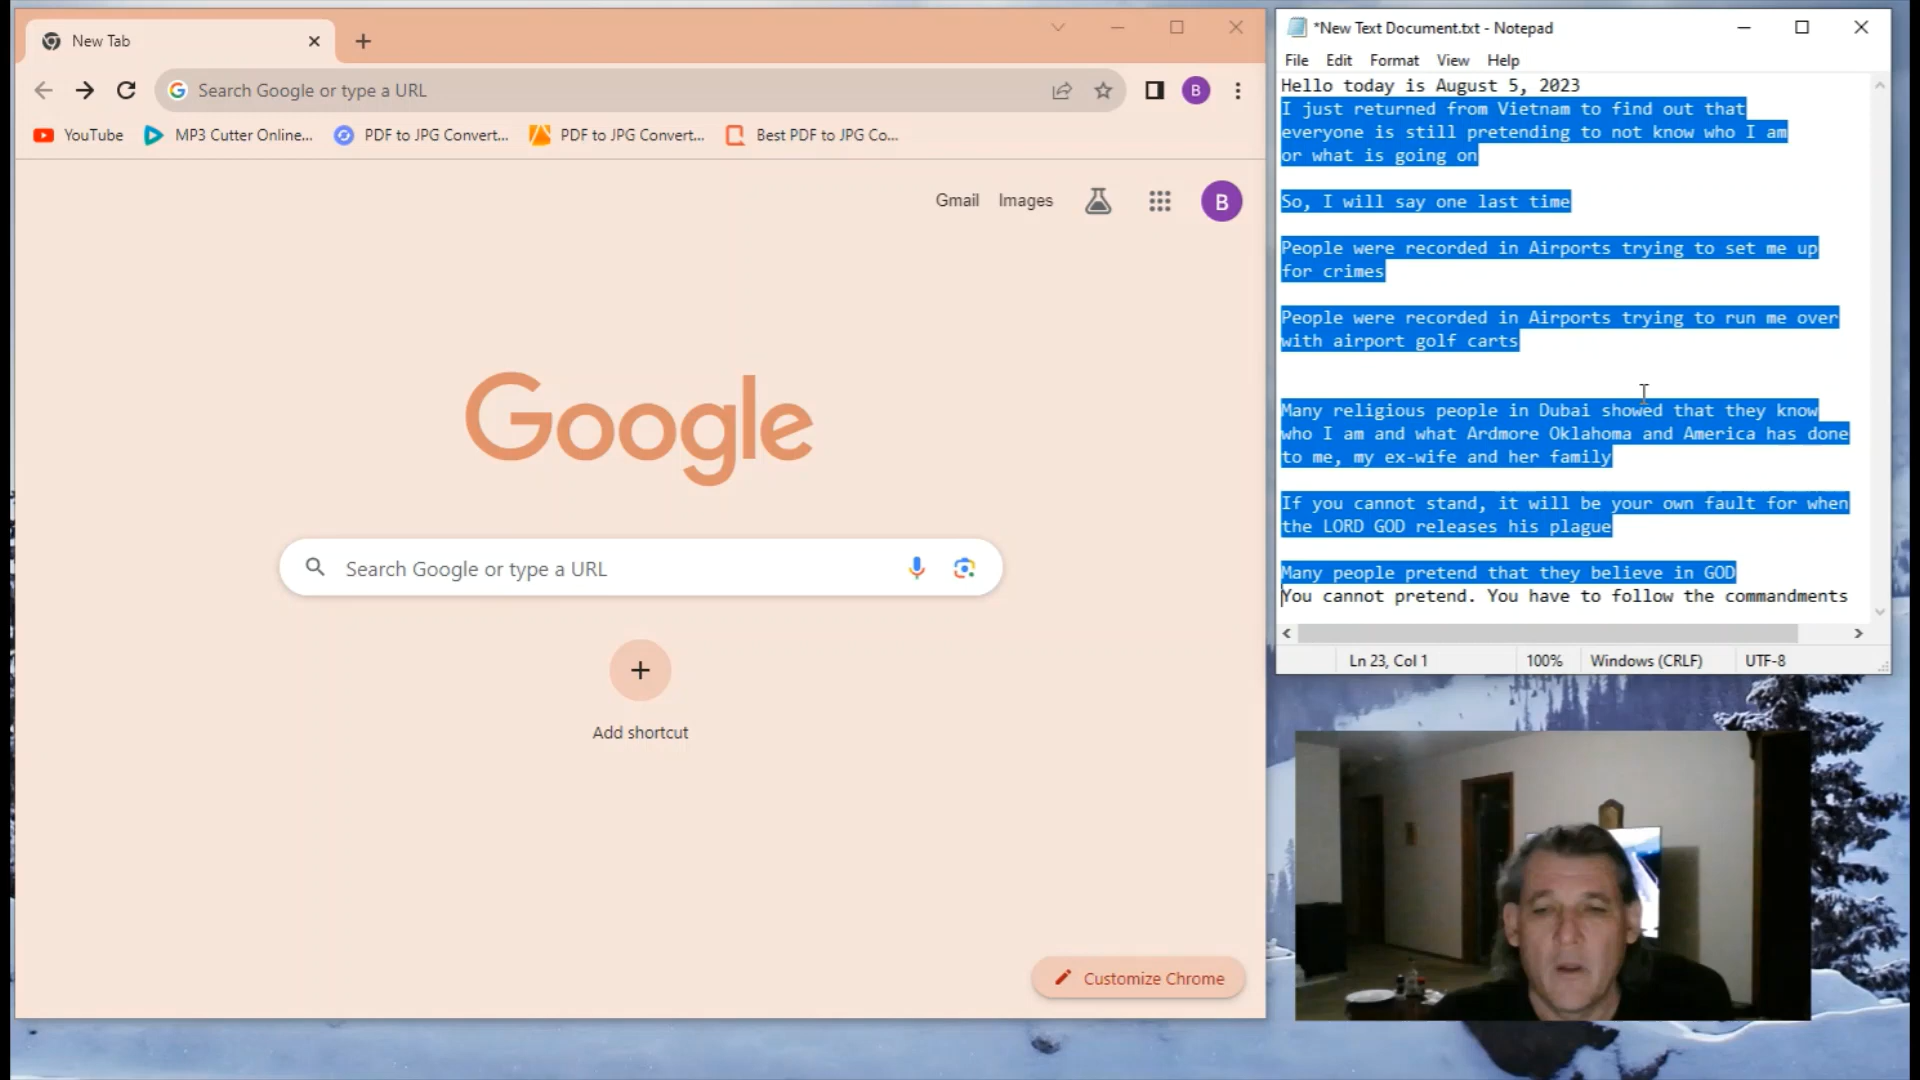 New Tab
Search Google or type a URL
B
YouTube
MP3 Cutter Online...
PDF to JPG Convert...
PDF to JPG Convert...
Best PDF to JPG Co...
Gmail
Images
B
Google
Search Google or type a URL
Add shortcut
Customize Chrome
*New Text Document.txt - Notepad
File Edit Format View Help
Hello today is August 5, 2023
I just returned from Vietnam to find out that
everyone is still pretending to not know who I am
or what is going on
So, I will say one last time
People were recorded in Airports trying to set me up
for crimes
People were recorded in Airports trying to run me over
with airport golf carts
Many religious people in Dubai showed that they know
who I am and what Ardmore Oklahoma and America has done
to me, my ex-wife and her family
If you cannot stand, it will be your own fault for when
the LORD GOD releases his plague
Many people pretend that they believe in GOD
You cannot pretend. You have to follow the commandments
Ln 23, Col 1
100%
Windows (CRLF)
UTF-8